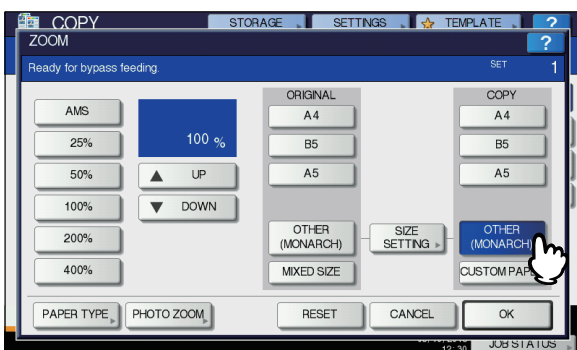 COPY
STORAGE
SETTINGS
TEMPLATE
?
ZOOM
?
Ready for bypass feeding.
SET 1
AMS
25%
50%
100%
200%
400%
100 %
UP
DOWN
ORIGINAL
A4
B5
A5
OTHER
(MONARCH)
MIXED SIZE
SIZE
SETTING
COPY
A4
B5
A5
OTHER
(MONARCH)
CUSTOM
PAPER TYPE
PHOTO ZOOM
RESET
CANCEL
OK
12:30
JOB STATUS